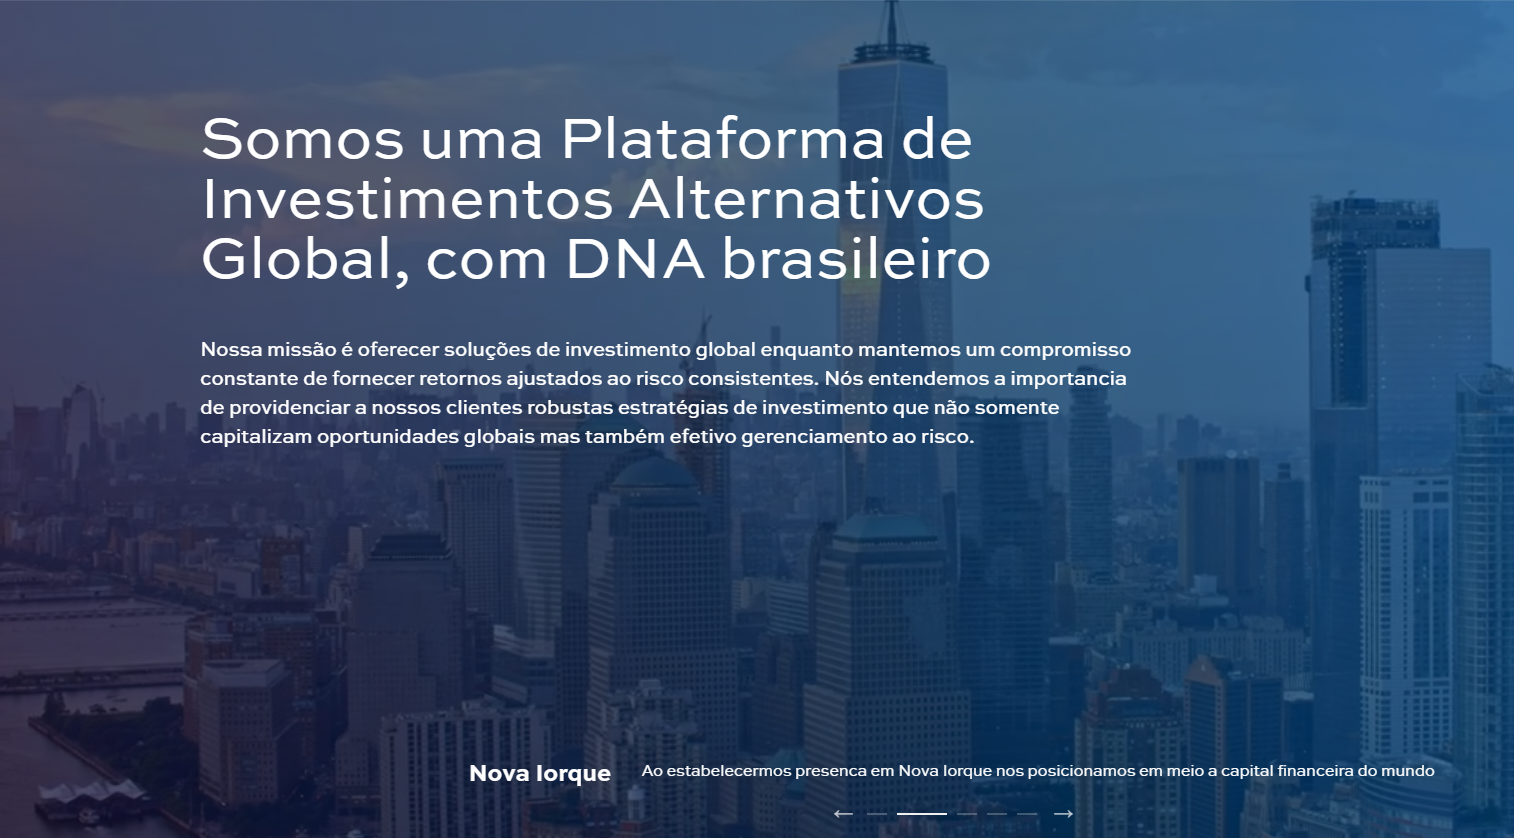 Somos uma Plataforma de
Investimentos Alternativos
Global, com DNA brasileiro
Nossa missão é oferecer soluções de investimento global enquanto mantemos um compromisso
constante de fornecer retornos ajustados ao risco consistentes. Nós entendemos a importancia
de providenciar a nossos clientes robustas estratégias de investimento que não somente
capitalizam oportunidades globais mas também efetivo gerenciamento ao risco.
Nova Iorque
Ao estabelecermos presenca em Nova Iorque nos posicionamos em meio a capital financeira do mundo